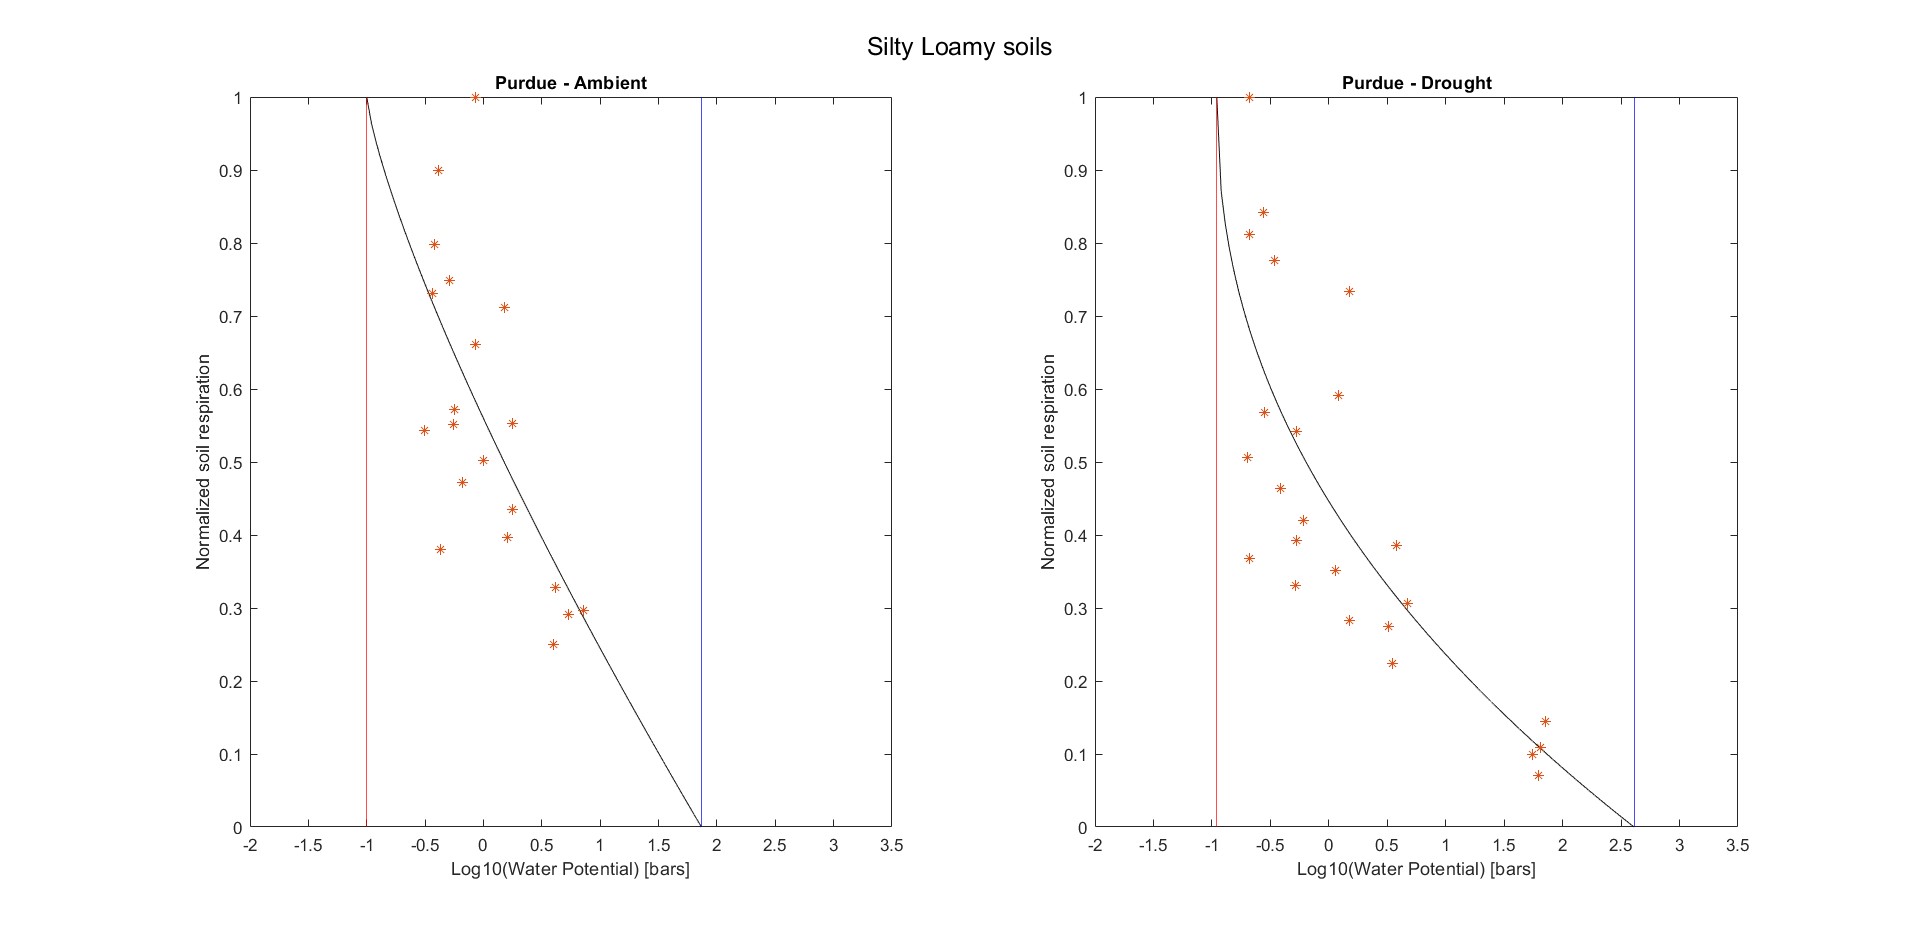 Silty Loamy soils
Purdue - Ambient
1
0.9
0.8
0.7
0.6
0.5
0.4
0.3
0.2
0.1
0
Normalized soil respiration
-2 -1.5 -1 -0.5 0 0.5 1 1.5 2 2.5 3 3.5
Log10(Water Potential) [bars]
Purdue - Drought
1
0.9
0.8
0.7
0.6
0.5
0.4
0.3
0.2
0.1
0
Normalized soil respiration
-2 -1.5 -1 -0.5 0 0.5 1 1.5 2 2.5 3 3.5
Log10(Water Potential) [bars]